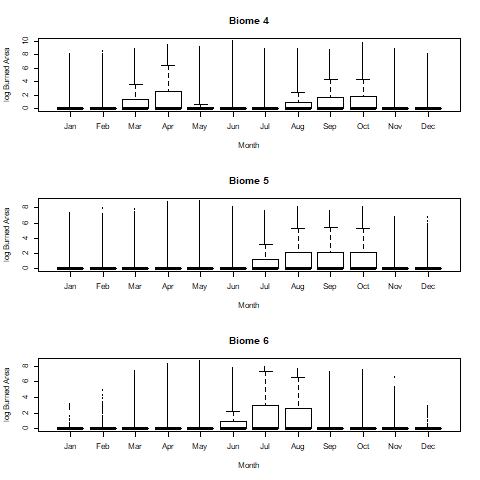 Biome 4
log Burned Area
10
8
6
4
2
0
Jan Feb Mar Apr May Jun Jul Aug Sep Oct Nov Dec
Month
Biome 5
log Burned Area
8
6
4
2
0
Jan Feb Mar Apr May Jun Jul Aug Sep Oct Nov Dec
Month
Biome 6
log Burned Area
8
6
4
2
0
Jan Feb Mar Apr May Jun Jul Aug Sep Oct Nov Dec
Month